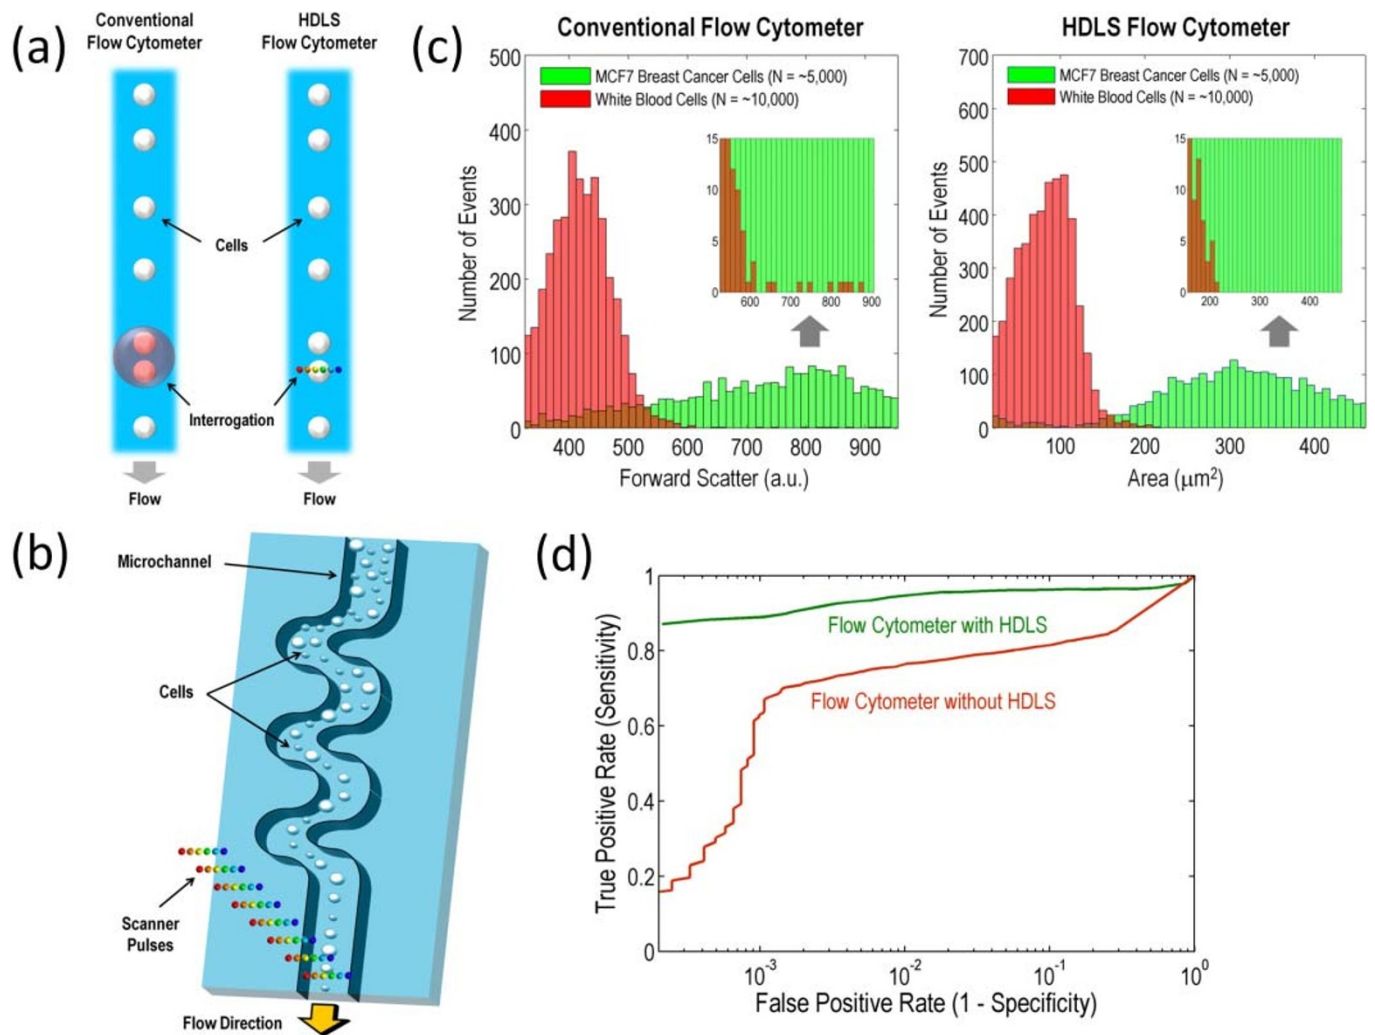 (a)
Conventional
Flow Cytometer
HDLS
Flow Cytometer
Cells
Interrogation
Flow
Flow
(b)
Microchannel
Cells
Scanner
Pulses
Flow Direction
(c)
Conventional Flow Cytometer
500
400
300
200
100
0
Number of Events
MCF7 Breast Cancer Cells (N = ~5,000)
White Blood Cells (N = ~10,000)
15
10
5
0
600 700 800 900
400 500 600 700 800 900
Forward Scatter (a.u.)
HDLS Flow Cytometer
700
600
500
400
300
200
100
0
Number of Events
MCF7 Breast Cancer Cells (N = ~5,000)
White Blood Cells (N = ~10,000)
15
10
5
0
200 300 400
100 200 300 400
Area (μm²)
(d)
1
0.8
0.6
0.4
0.2
0
True Positive Rate (Sensitivity)
Flow Cytometer with HDLS
Flow Cytometer without HDLS
10⁻³ 10⁻² 10⁻¹ 10⁰
False Positive Rate (1 - Specificity)